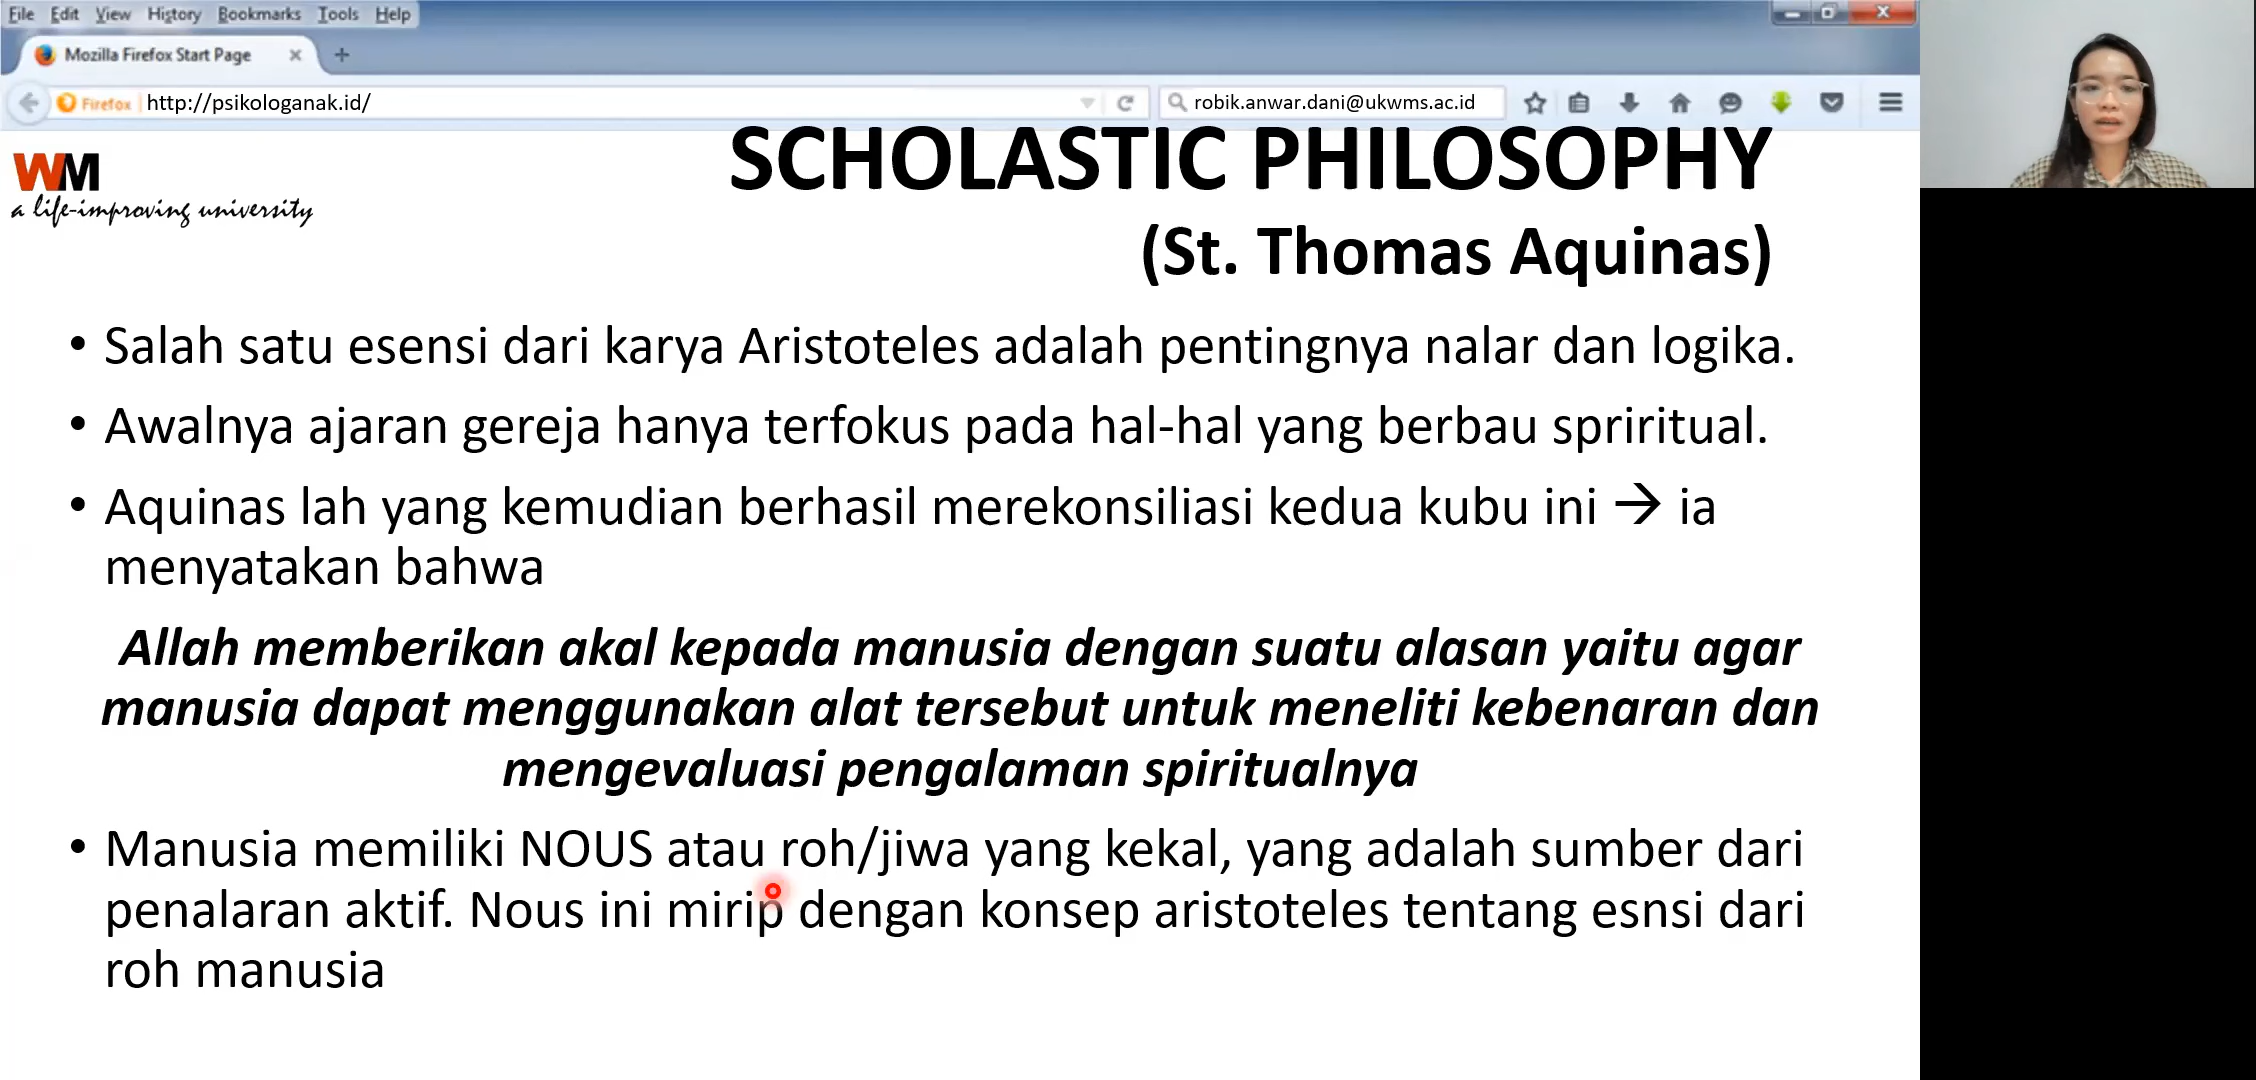 File Edit View History Bookmarks Tools Help
Mozilla Firefox Start Page
Firefox http://psikologanak.id/ robik.anwar.dani@ukwms.ac.id
WM
a life-improving university
SCHOLASTIC PHILOSOPHY
(St. Thomas Aquinas)
• Salah satu esensi dari karya Aristoteles adalah pentingnya nalar dan logika.
• Awalnya ajaran gereja hanya terfokus pada hal-hal yang berbau spriritual.
• Aquinas lah yang kemudian berhasil merekonsiliasi kedua kubu ini → ia
menyatakan bahwa
Allah memberikan akal kepada manusia dengan suatu alasan yaitu agar
manusia dapat menggunakan alat tersebut untuk meneliti kebenaran dan
mengevaluasi pengalaman spiritualnya
• Manusia memiliki NOUS atau roh/jiwa yang kekal, yang adalah sumber dari
penalaran aktif. Nous ini mirip dengan konsep aristoteles tentang esnsi dari
roh manusia